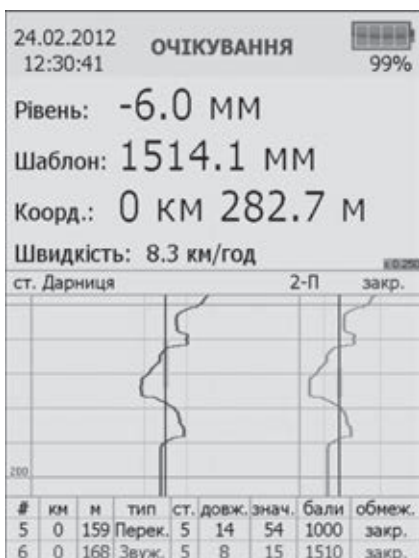 24.02.2012 ОЧІКУВАННЯ
12:30:41 99%
Рівень: -6.0 мм
Шаблон: 1514.1 мм
Коорд.: 0 км 282.7 м
Швидкість: 8.3 км/год
x 0.250
ст. Дарниця 2-П закр.
200
# км м тип ст. довж. знач. бали обмеж.
5 0 159 Перек. 5 14 54 1000 закр.
6 0 168 Звуж. 5 8 15 1510 закр.